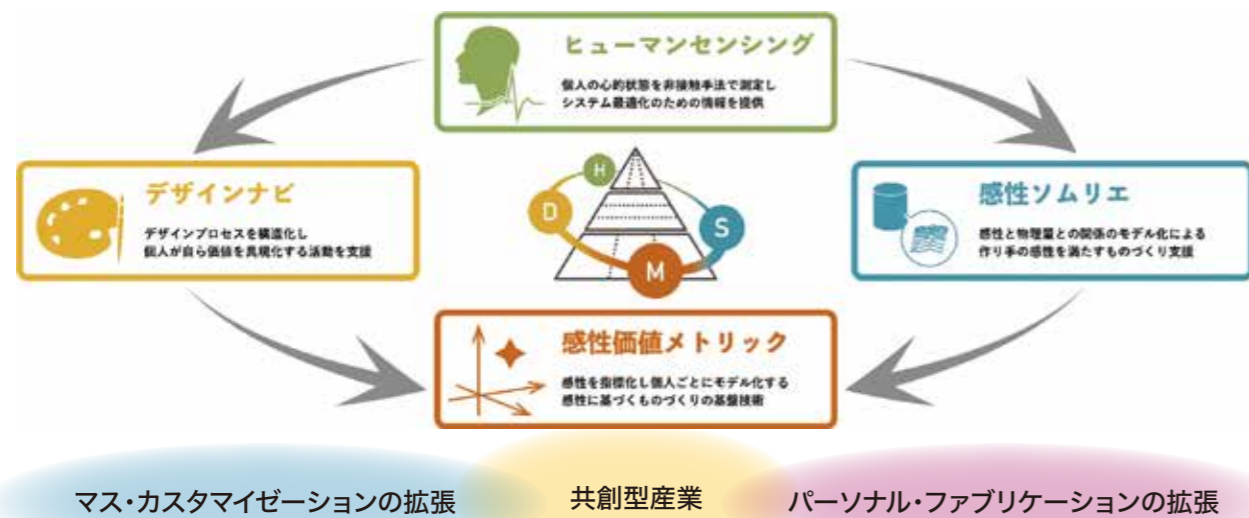 ヒューマンセンシング
個人の心的状態を非接触手法で測定し
システム最適化のための情報を提供
デザインナビ
デザインプロセスを構造化し
個人が自ら価値を具現化する活動を支援
H
D
S
M
感性ソムリエ
感性と物理量との関係のモデル化による
作り手の感性を満たすものづくり支援
感性価値メトリック
感性を指標化し個人ごとにモデル化する
感性に基づくものづくりの基盤技術
マス・カスタマイゼーションの拡張
共創型産業
パーソナル・ファブリケーションの拡張